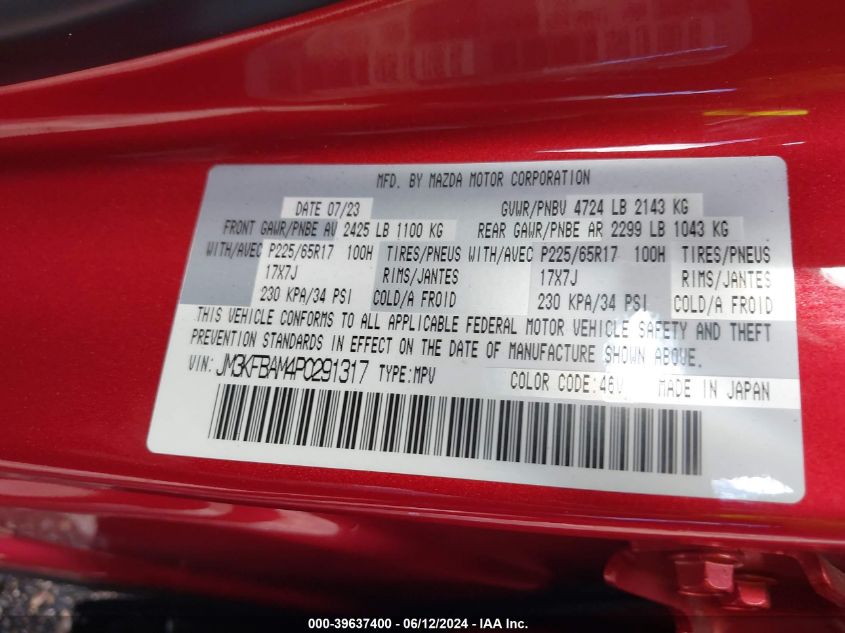 MFD. BY MAZDA MOTOR CORPORATION
DATE 07/23 GVWR/PNBV 4724 LB 2143 KG
FRONT GAWR/PNBE AV 2425 LB 1100 KG REAR GAWR/PNBE AR 2299 LB 1043 KG
WITH/AVEC P225/65R17 100H TIRES/PNEUS WITH/AVEC P225/65R17 100H TIRES/PNEUS
17X7J RIMS/JANTES 17X7J RIMS/JANTES
230 KPA/34 PSI COLD/A FROID 230 KPA/34 PSI COLD/A FROID
THIS VEHICLE CONFORMS TO ALL APPLICABLE FEDERAL MOTOR VEHICLE SAFETY AND THEFT
PREVENTION STANDARDS IN EFFECT ON THE DATE OF MANUFACTURE SHOWN ABOVE.
VIN: JM3KFBAM4P0291317 TYPE:MPV COLOR CODE:46V MADE IN JAPAN
000-39637400 - 06/12/2024 - IAA Inc.